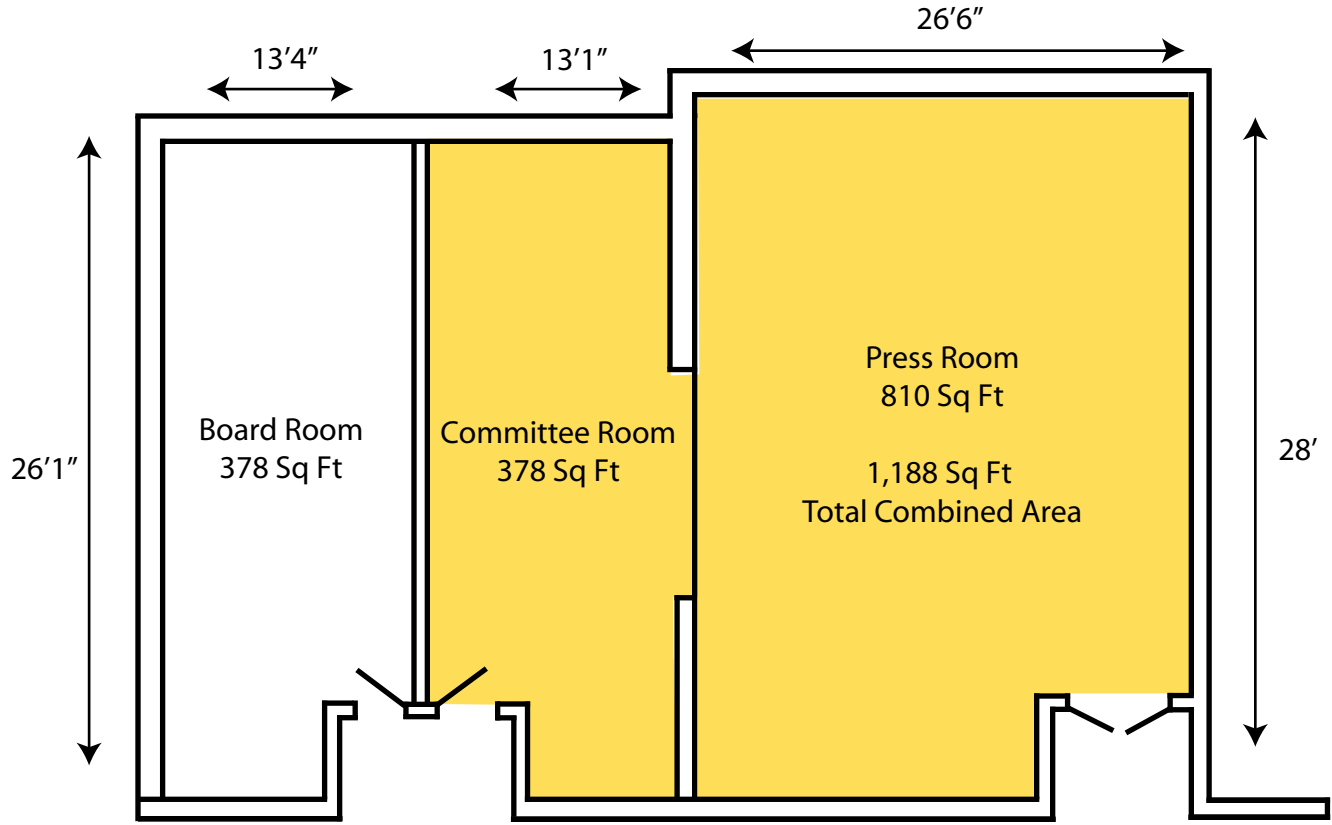 26’6”
13’4”
13’1”
Press Room
810 Sq Ft
1,188 Sq Ft
Total Combined Area
Board Room
378 Sq Ft
Committee Room
378 Sq Ft
26’1”
28’